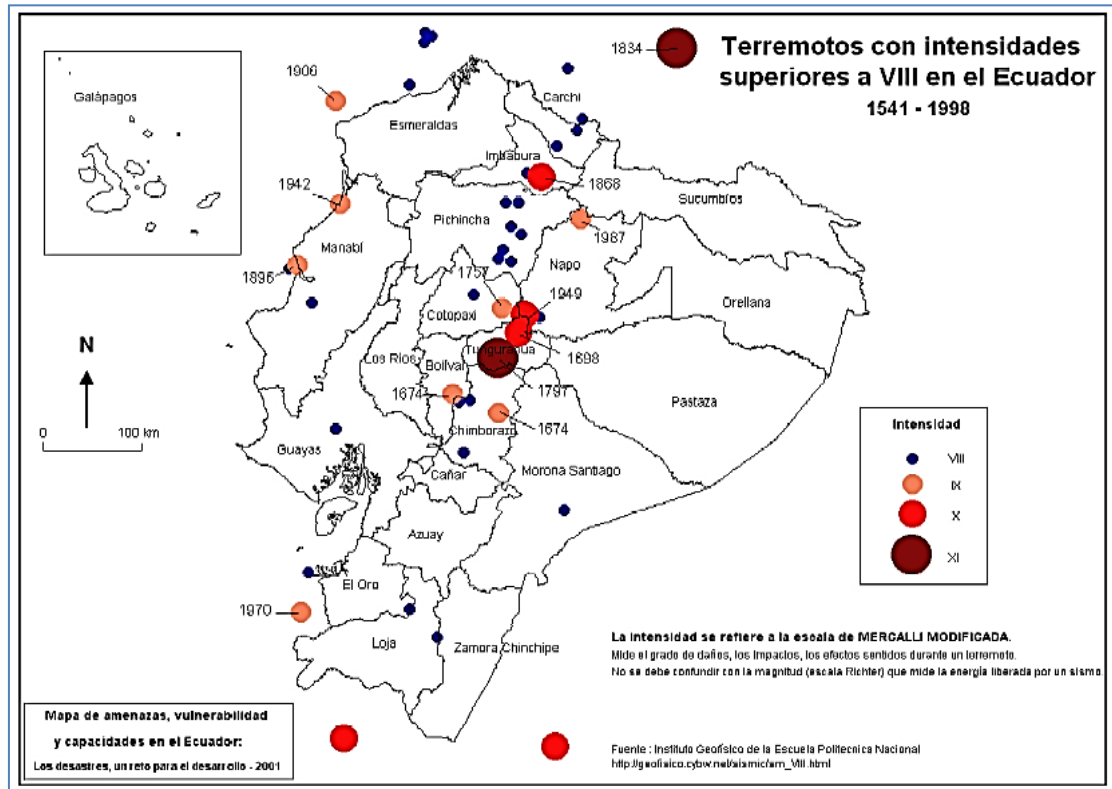 Terremotos con intensidades
superiores a VIII en el Ecuador
1541 - 1998
1834
Galápagos
1906
Carchi
Esmeraldas
Imbabura
1868
Sucumbíos
1942
Pichincha
1987
Manabí
Napo
1896
1757
1949
Orellana
Cotopaxi
N
Los Ríos
Tungurahua
1698
Bolívar
1797
1674
Pastaza
1674
0 100 km
Chimborazo
Guayas
Morona Santiago
Cañar
Intensidad
VIII
IX
X
XI
Azuay
El Oro
1970
Loja
Zamora Chinchipe
La intensidad se refiere a la escala de MERCALLI MODIFICADA.
Mide el grado de daños, los impactos, los efectos sentidos durante un terremoto.
No se debe confundir con la magnitud (escala Richter) que mide la energía liberada por un sismo.
Mapa de amenazas, vulnerabilidad
y capacidades en el Ecuador:
Los desastres, un reto para el desarrollo - 2001
Fuente : Instituto Geofísico de la Escuela Politecnica Nacional